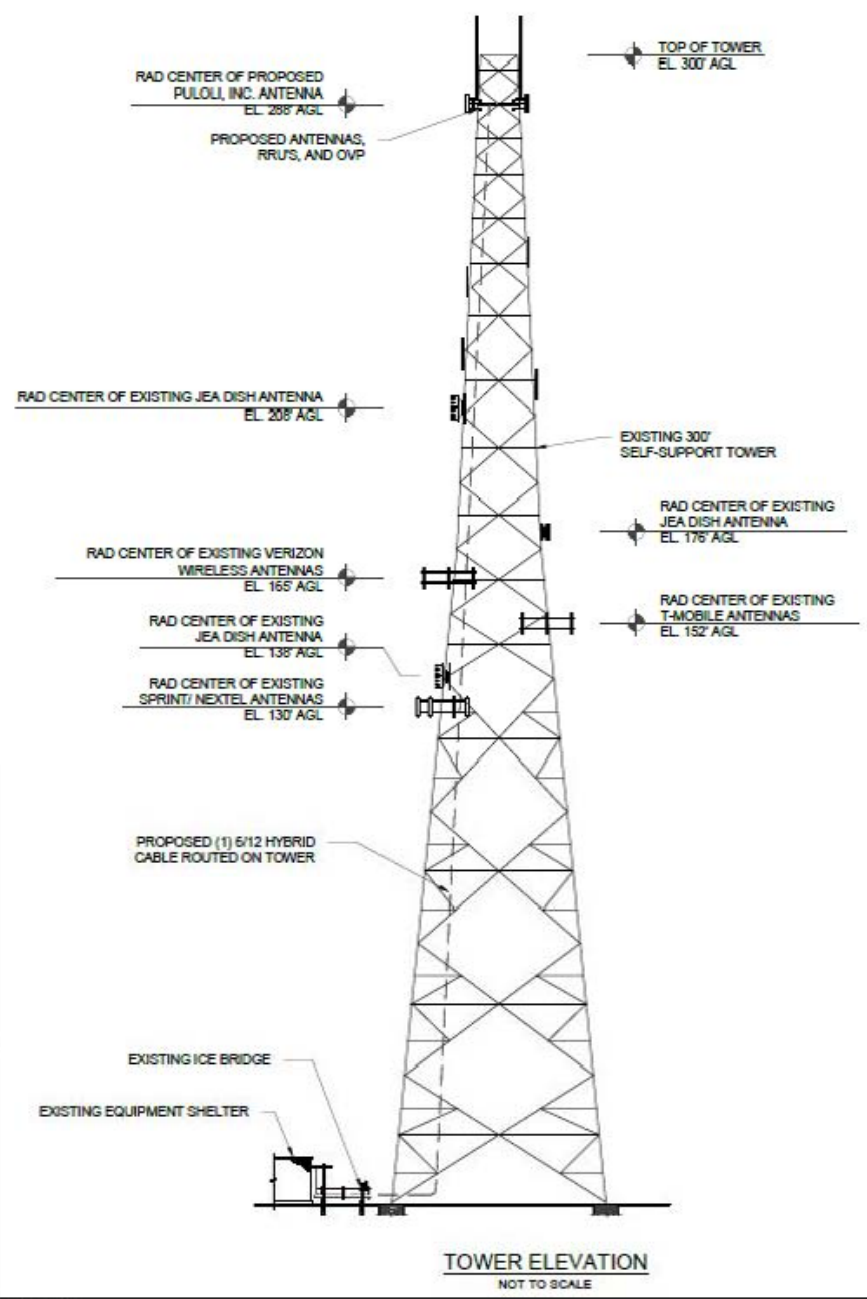 TOP OF TOWER
EL. 300' AGL
RAD CENTER OF PROPOSED
PULOLI, INC. ANTENNA
EL. 288' AGL
PROPOSED ANTENNAS,
RRU'S, AND OVP
RAD CENTER OF EXISTING JEA DISH ANTENNA
EL. 208' AGL
EXISTING 300'
SELF-SUPPORT TOWER
RAD CENTER OF EXISTING
JEA DISH ANTENNA
EL. 176' AGL
RAD CENTER OF EXISTING VERIZON
WIRELESS ANTENNAS
EL. 165' AGL
RAD CENTER OF EXISTING
T-MOBILE ANTENNAS
EL. 152' AGL
RAD CENTER OF EXISTING
JEA DISH ANTENNA
EL. 138' AGL
RAD CENTER OF EXISTING
SPRINT/ NEXTEL ANTENNAS
EL. 130' AGL
PROPOSED (1) 6/12 HYBRID
CABLE ROUTED ON TOWER
EXISTING ICE BRIDGE
EXISTING EQUIPMENT SHELTER
TOWER ELEVATION
NOT TO SCALE